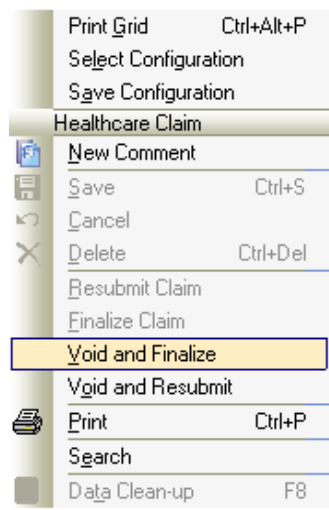 Print Grid Ctrl+Alt+P
Select Configuration
Save Configuration
Healthcare Claim
New Comment
Save Ctrl+S
Cancel
Delete Ctrl+Del
Resubmit Claim
Finalize Claim
Void and Finalize
Void and Resubmit
Print Ctrl+P
Search
Data Clean-up F8